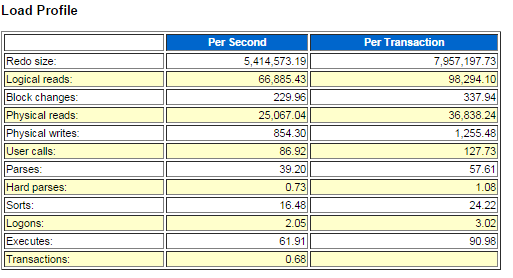 Load Profile
Per Second Per Transaction
Redo size: 5,414,573.19 7,957,197.73
Logical reads: 66,885.43 98,294.10
Block changes: 229.96 337.94
Physical reads: 25,067.04 36,838.24
Physical writes: 854.30 1,255.48
User calls: 86.92 127.73
Parses: 39.20 57.61
Hard parses: 0.73 1.08
Sorts: 16.48 24.22
Logons: 2.05 3.02
Executes: 61.91 90.98
Transactions: 0.68